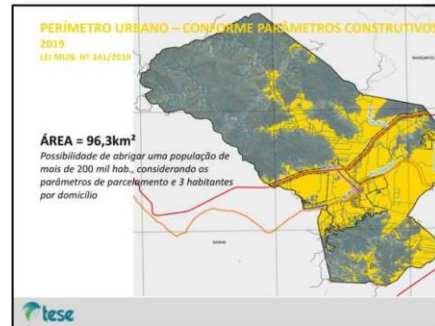 PERÍMETRO URBANO – CONFORME PARÂMETROS CONSTRUTIVOS
2019
LEI MUN. Nº 141/2019
ÁREA = 96,3km²
Possibilidade de abrigar uma população de
mais de 200 mil hab., considerando os
parâmetros de parcelamento e 3 habitantes
por domicílio
tese